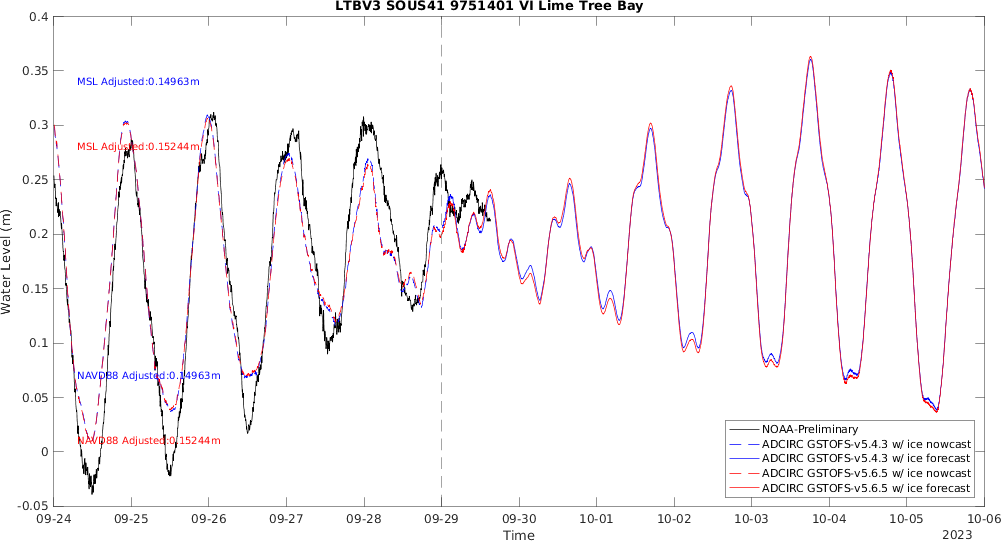 LTBV3 SOUS41 9751401 VI Lime Tree Bay
0.4
0.35
0.3
0.25
0.2
0.15
0.1
0.05
0
-0.05
Water Level (m)
MSL Adjusted:0.14963m
MSL Adjusted:0.15244m
NAVD88 Adjusted:0.14963m
NAVD88 Adjusted:0.15244m
NOAA-Preliminary
ADCIRC GSTOFS-v5.4.3 w/ ice nowcast
ADCIRC GSTOFS-v5.4.3 w/ ice forecast
ADCIRC GSTOFS-v5.6.5 w/ ice nowcast
ADCIRC GSTOFS-v5.6.5 w/ ice forecast
09-24 09-25 09-26 09-27 09-28 09-29 09-30 10-01 10-02 10-03 10-04 10-05 10-06
Time
2023